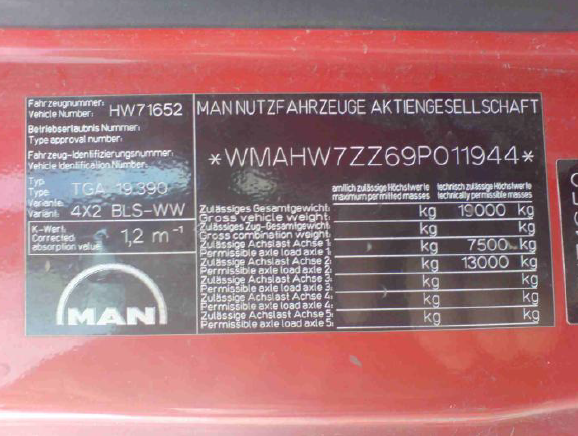 Fahrzeugnummer: HW71652
Vehicle Number:
Betriebserlaubnis Nummer:
Type approval number:
Fahrzeug-Identifizierungsnummer:
Vehicle Identification Number:
Typ: TGA 19.390
Type:
Variante: 4X2 BLS-WW
Variant:
K-Wert: 1,2 m⁻¹
Corrected
absorption value:
MAN
MAN NUTZFAHRZEUGE AKTIENGESELLSCHAFT
*WMAHW7ZZ69P011944*
amtlich zulässige Höchstwerte technisch zulässige Höchstwerte
maximum permitted masses technically permissible masses
Zulässiges Gesamtgewicht: kg 19000 kg
Gross vehicle weight:
Zulässiges Zug-Gesamtgewicht: kg kg
Gross combination weight:
Zulässige Achslast Achse 1: kg 7500 kg
Permissible axle load axle 1:
Zulässige Achslast Achse 2: kg 13000 kg
Permissible axle load axle 2:
Zulässige Achslast Achse 3: kg kg
Permissible axle load axle 3:
Zulässige Achslast Achse 4: kg kg
Permissible axle load axle 4:
Zulässige Achslast Achse 5: kg kg
Permissible axle load axle 5: